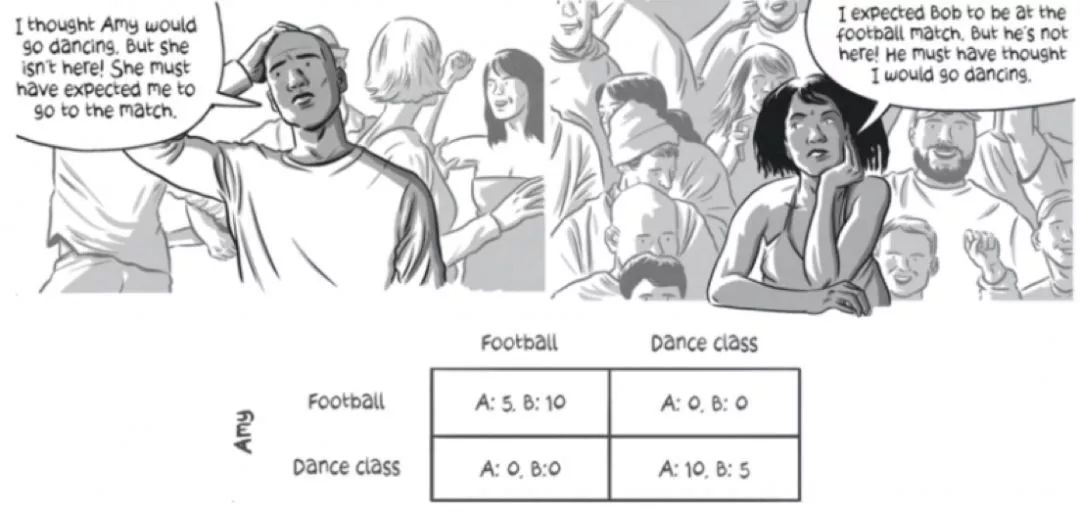 I thought Amy would
go dancing. But she
isn't here! She must
have expected me to
go to the match.
I expected Bob to be at the
football match. But he's not
here! He must have thought
I would go dancing.
Football Dance class
Amy
Football A: 5, B: 10 A: 0, B: 0
Dance class A: 0, B:0 A: 10, B: 5